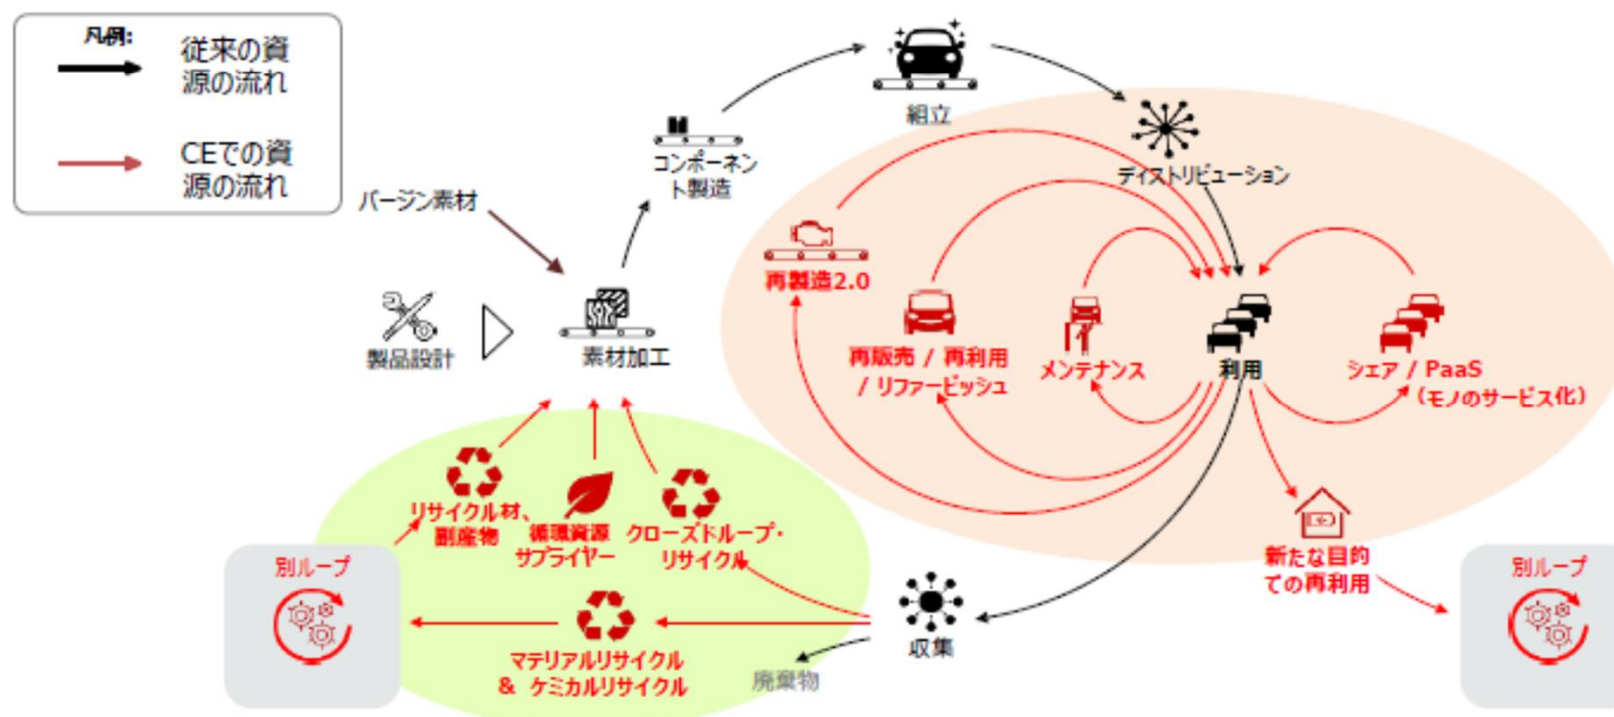 凡例:
従来の資
源の流れ
CEでの資
源の流れ
組立
コンポーネン
ト製造
ディストリビューション
バージン素材
再製造2.0
製品設計
素材加工
再販売 / 再利用
/ リファービッシュ
メンテナンス
利用
シェア / PaaS
(モノのサービス化)
リサイクル材、
副産物
循環資源
サプライヤー
クローズドループ・
リサイクル
新たな目的
での再利用
別ループ
別ループ
収集
マテリアルリサイクル
& ケミカルリサイクル
廃棄物